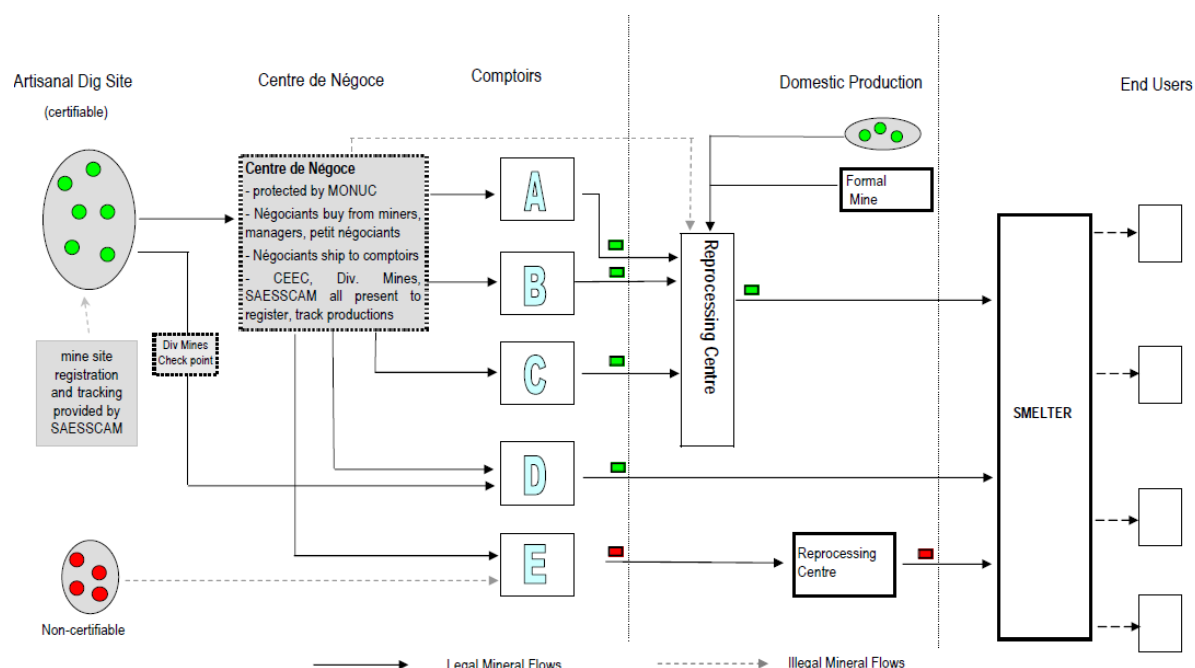 Artisanal Dig Site
(certifiable)
Centre de Négoce
Comptoirs
Domestic Production
End Users
Centre de Négoce
- protected by MONUC
- Négociants buy from miners,
managers, petit négociants
- Négociants ship to comptoirs
- CEEC, Div. Mines,
SAESSCAM all present to
register, track productions
A
B
C
D
E
Formal
Mine
Reprocessing Centre
Div Mines
Check point
mine site
registration
and tracking
provided by
SAESSCAM
SMELTER
Reprocessing
Centre
Non-certifiable
Legal Mineral Flows
Illegal Mineral Flows